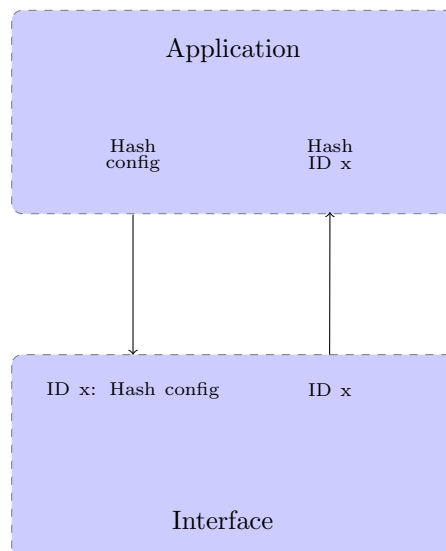 Application
Hash
config
Hash
ID x
ID x: Hash config
ID x
Interface